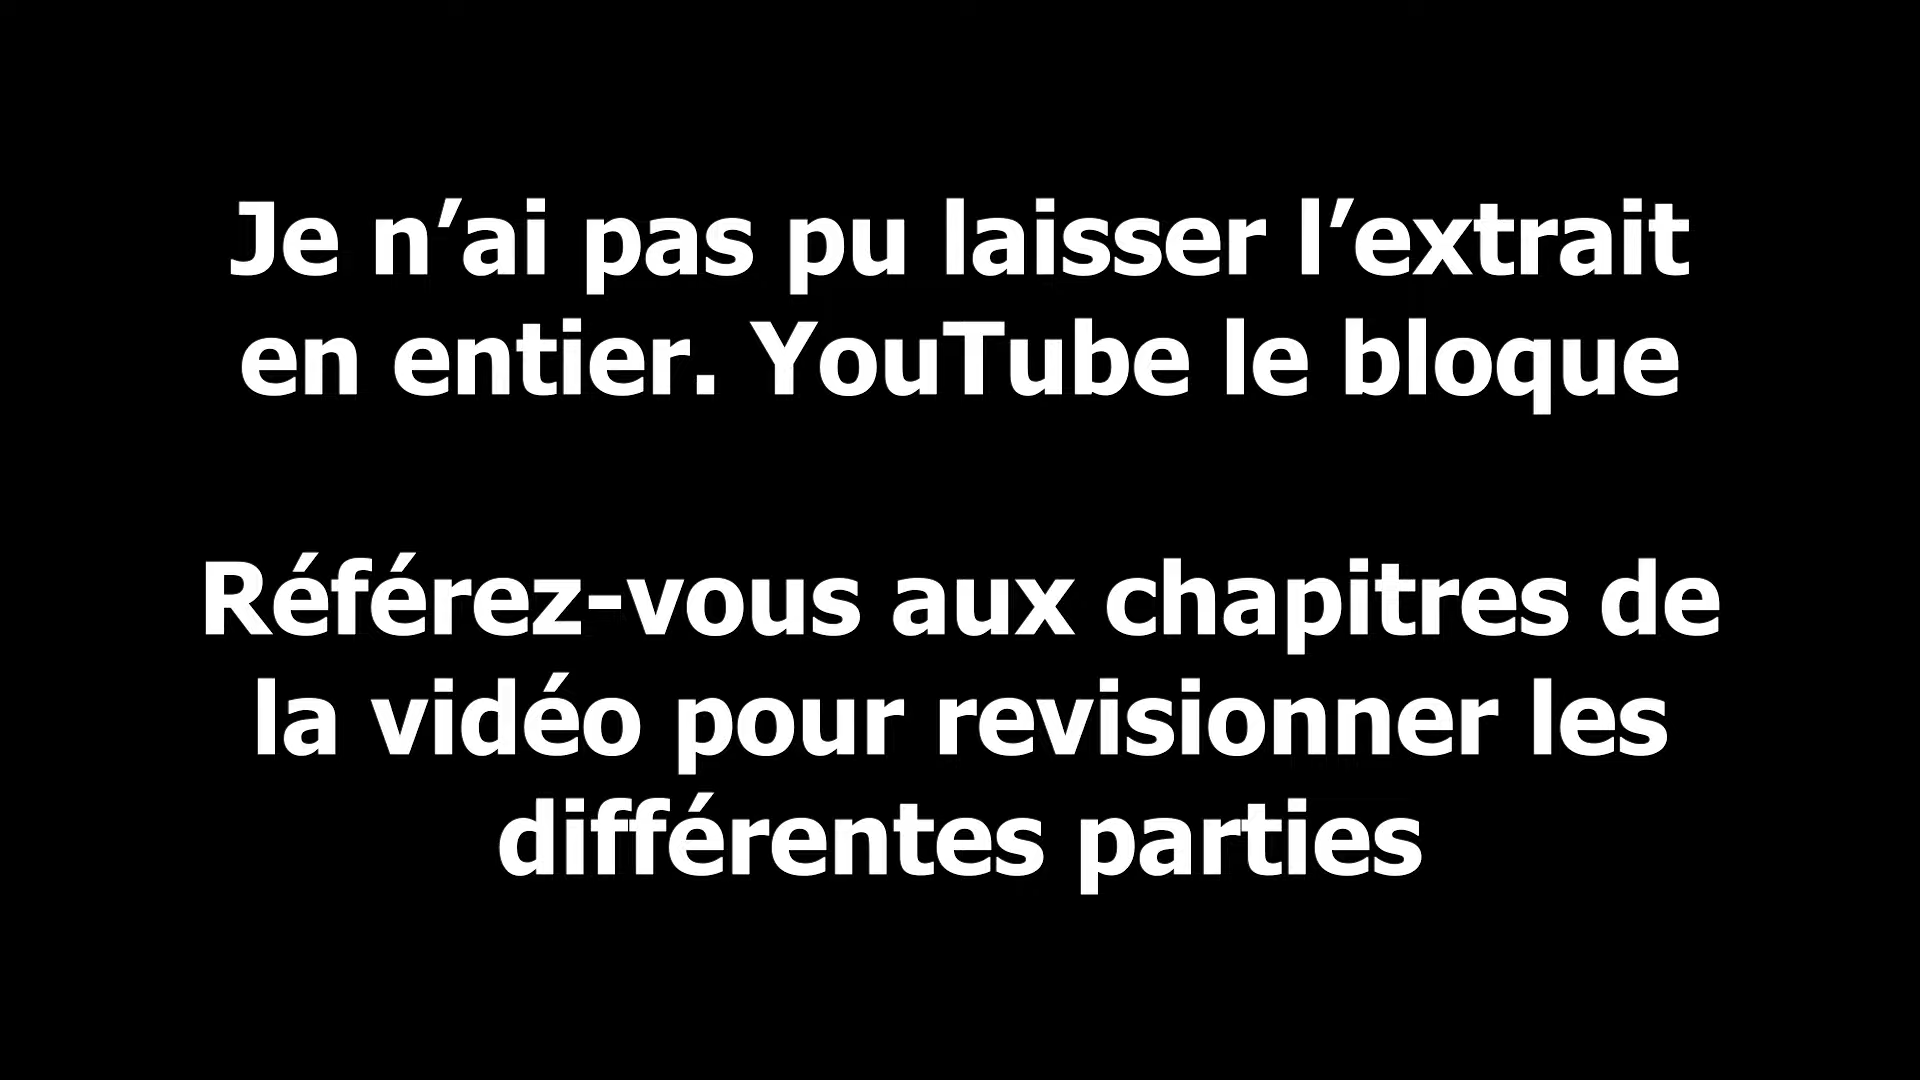 Je n’ai pas pu laisser l’extrait
en entier. YouTube le bloque
Référez-vous aux chapitres de
la vidéo pour revisionner les
différentes parties